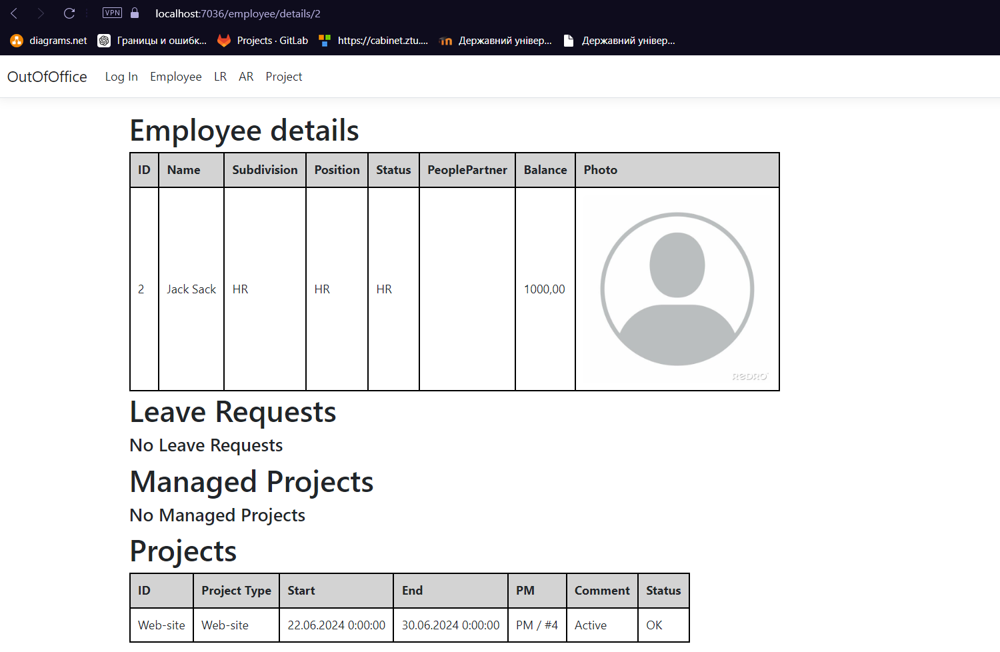 VPN localhost:7036/employee/details/2
diagrams.net Границы и ошибк... Projects · GitLab https://cabinet.ztu.... Державний універ... Державний універ...
OutOfOffice Log In Employee LR AR Project
Employee details
ID Name Subdivision Position Status PeoplePartner Balance Photo
2 Jack Sack HR HR HR 1000,00
REDRO
Leave Requests
No Leave Requests
Managed Projects
No Managed Projects
Projects
ID Project Type Start End PM Comment Status
Web-site Web-site 22.06.2024 0:00:00 30.06.2024 0:00:00 PM / #4 Active OK